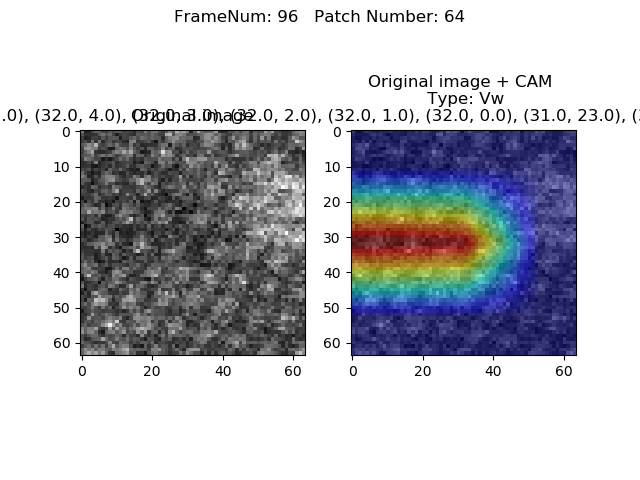 FrameNum: 96   Patch Number: 64
Original image + CAM
Type: Vw
.0), (32.0, 4.0), (32.0, 3.0), (32.0, 2.0), (32.0, 1.0), (32.0, 0.0), (31.0, 23.0), (3
Original image
0
10
20
30
40
50
60
0 20 40 60
0
10
20
30
40
50
60
0 20 40 60